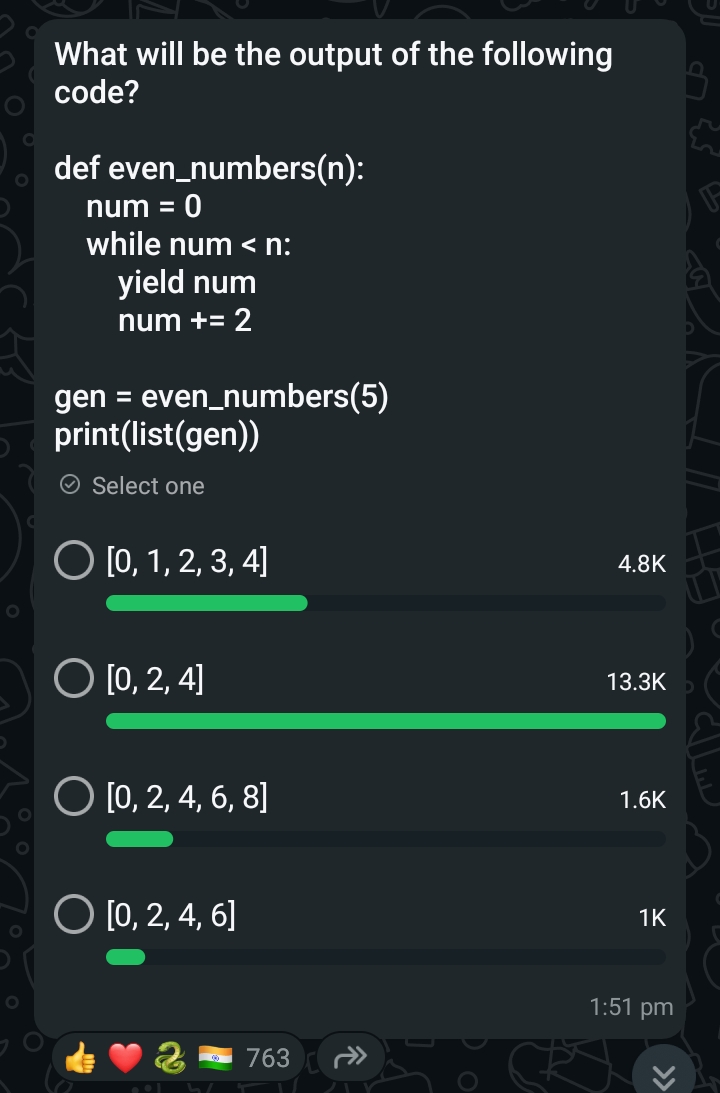 What will be the output of the following
code?
def even_numbers(n):
num = 0
while num < n:
yield num
num += 2
gen = even_numbers(5)
print(list(gen))
Select one
[0, 1, 2, 3, 4] 4.8K
[0, 2, 4] 13.3K
[0, 2, 4, 6, 8] 1.6K
[0, 2, 4, 6] 1K
1:51 pm
763